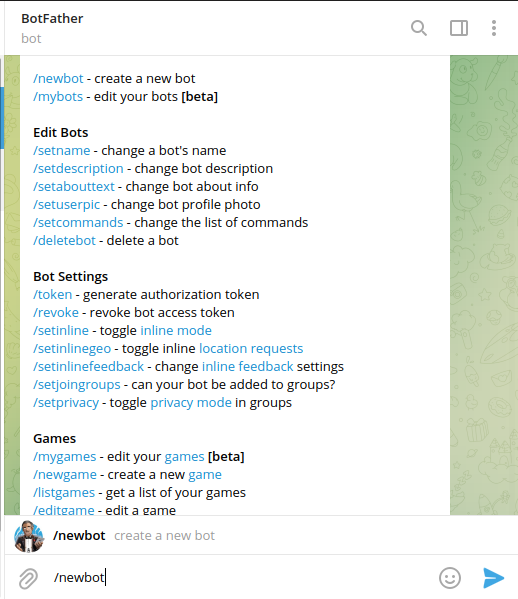 BotFather
bot
/newbot - create a new bot
/mybots - edit your bots [beta]
Edit Bots
/setname - change a bot's name
/setdescription - change bot description
/setabouttext - change bot about info
/setuserpic - change bot profile photo
/setcommands - change the list of commands
/deletebot - delete a bot
Bot Settings
/token - generate authorization token
/revoke - revoke bot access token
/setinline - toggle inline mode
/setinlinegeo - toggle inline location requests
/setinlinefeedback - change inline feedback settings
/setjoingroups - can your bot be added to groups?
/setprivacy - toggle privacy mode in groups
Games
/mygames - edit your games [beta]
/newgame - create a new game
/listgames - get a list of your games
/editgame - edit a game
/newbot create a new bot
/newbot